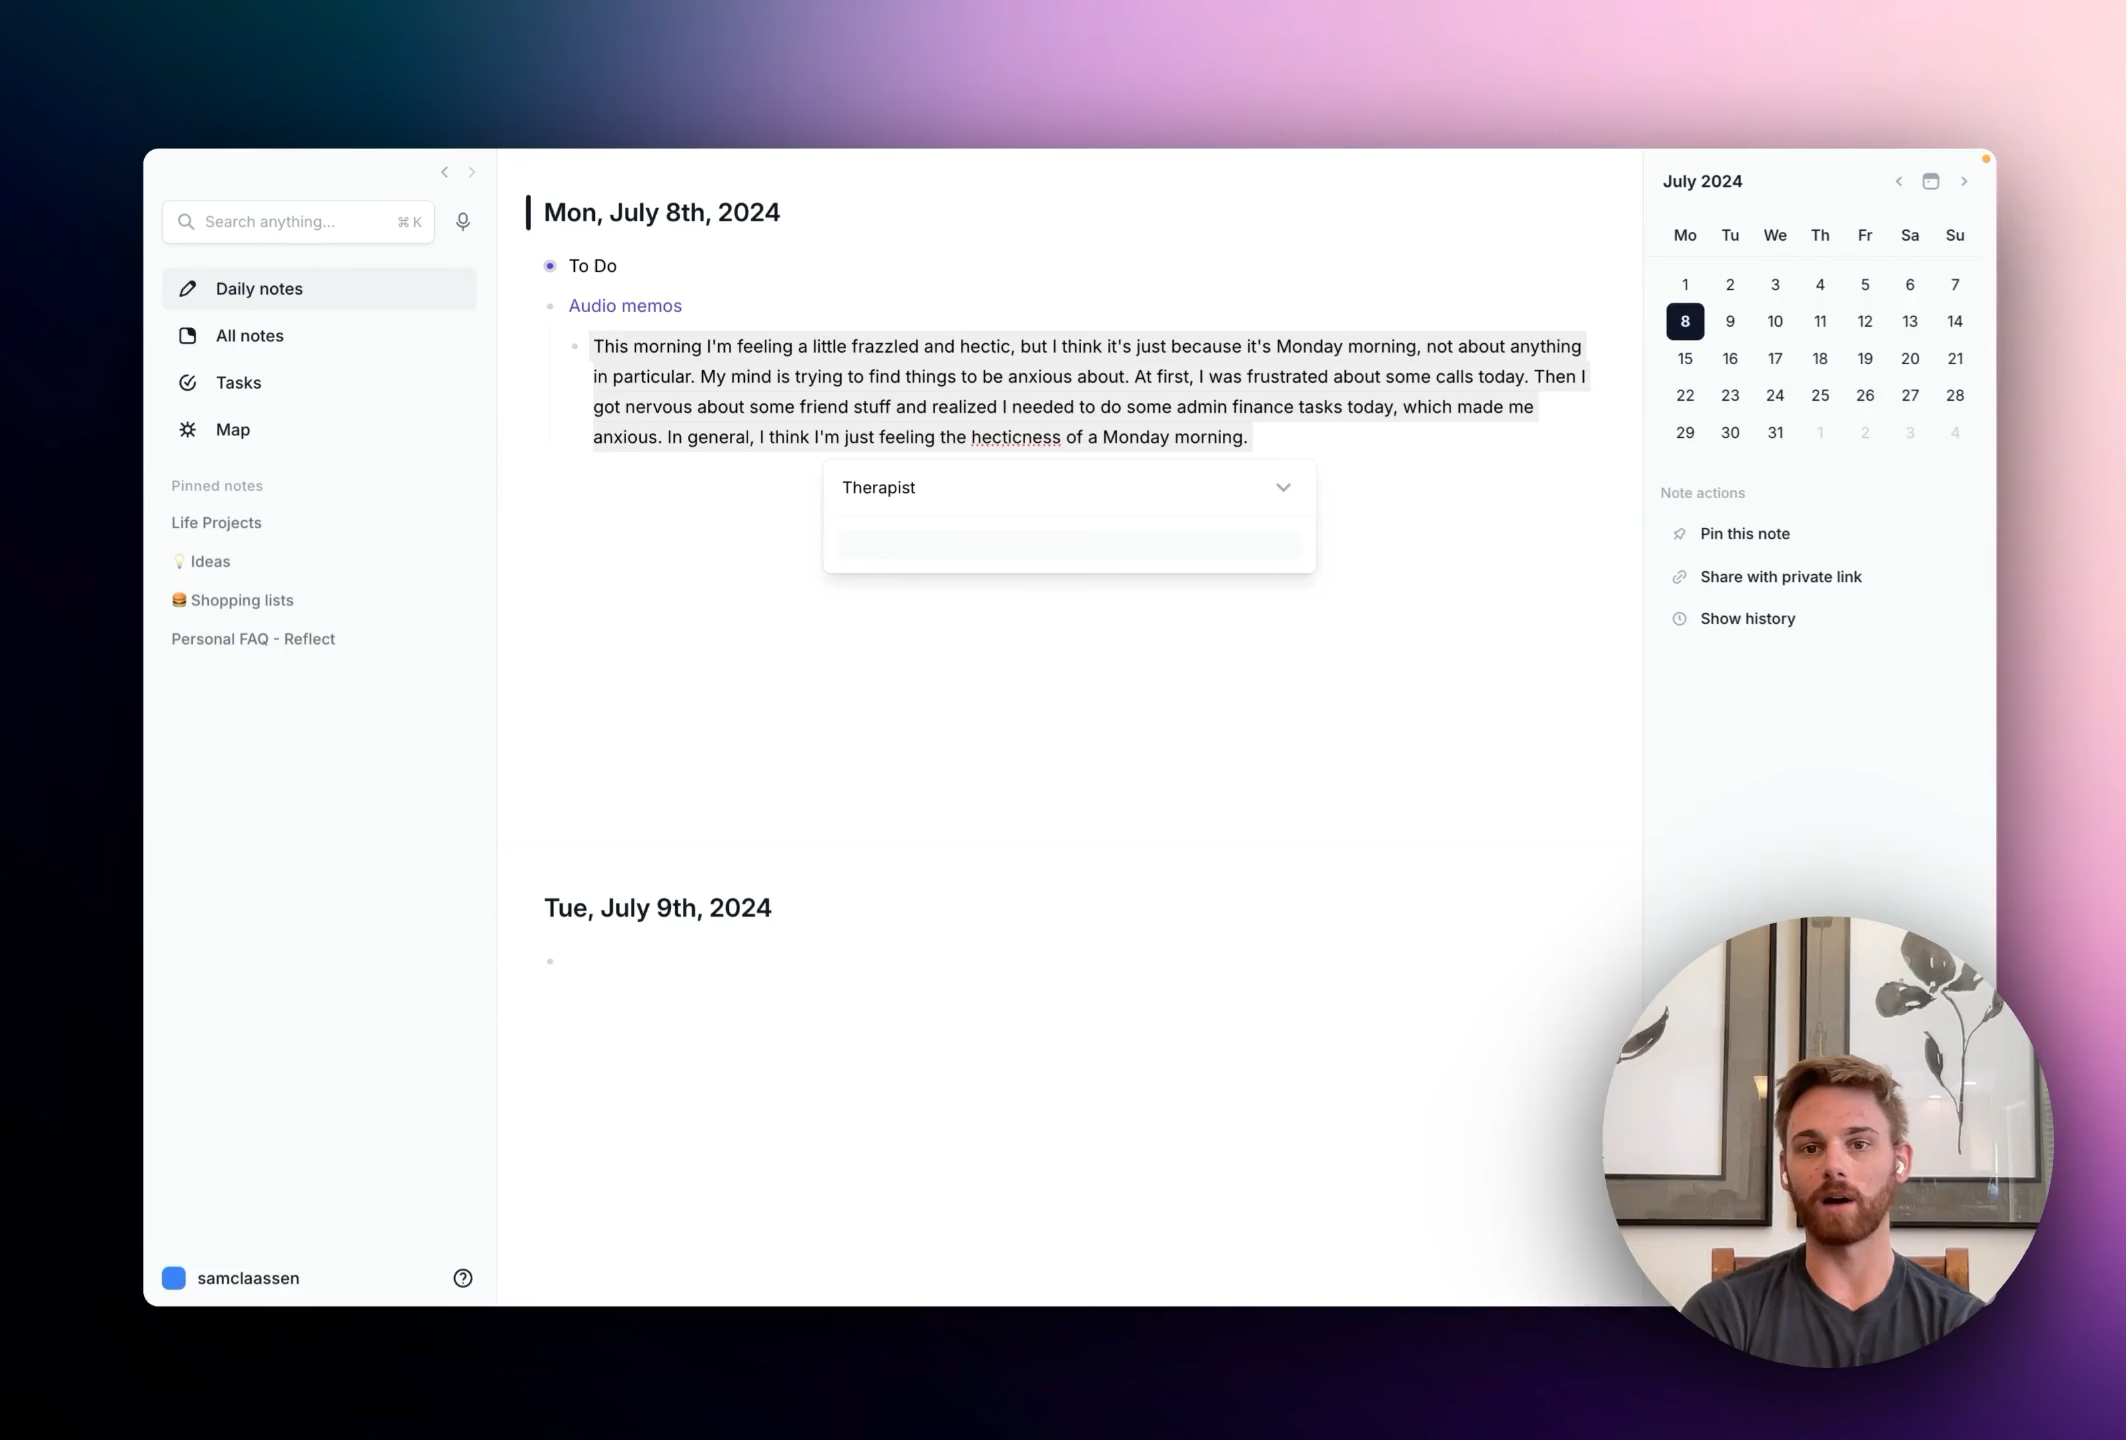 Search anything...
⌘ K
Daily notes
All notes
Tasks
Map
Pinned notes
Life Projects
💡 Ideas
🍔 Shopping lists
Personal FAQ - Reflect
samclaassen
Mon, July 8th, 2024
To Do
Audio memos
This morning I'm feeling a little frazzled and hectic, but I think it's just because it's Monday morning, not about anything
in particular. My mind is trying to find things to be anxious about. At first, I was frustrated about some calls today. Then I
got nervous about some friend stuff and realized I needed to do some admin finance tasks today, which made me
anxious. In general, I think I'm just feeling the hecticness of a Monday morning.
Therapist
Tue, July 9th, 2024
July 2024
Mo Tu We Th Fr Sa Su
1 2 3 4 5 6 7
8 9 10 11 12 13 14
15 16 17 18 19 20 21
22 23 24 25 26 27 28
29 30 31 1 2 3 4
Note actions
Pin this note
Share with private link
Show history